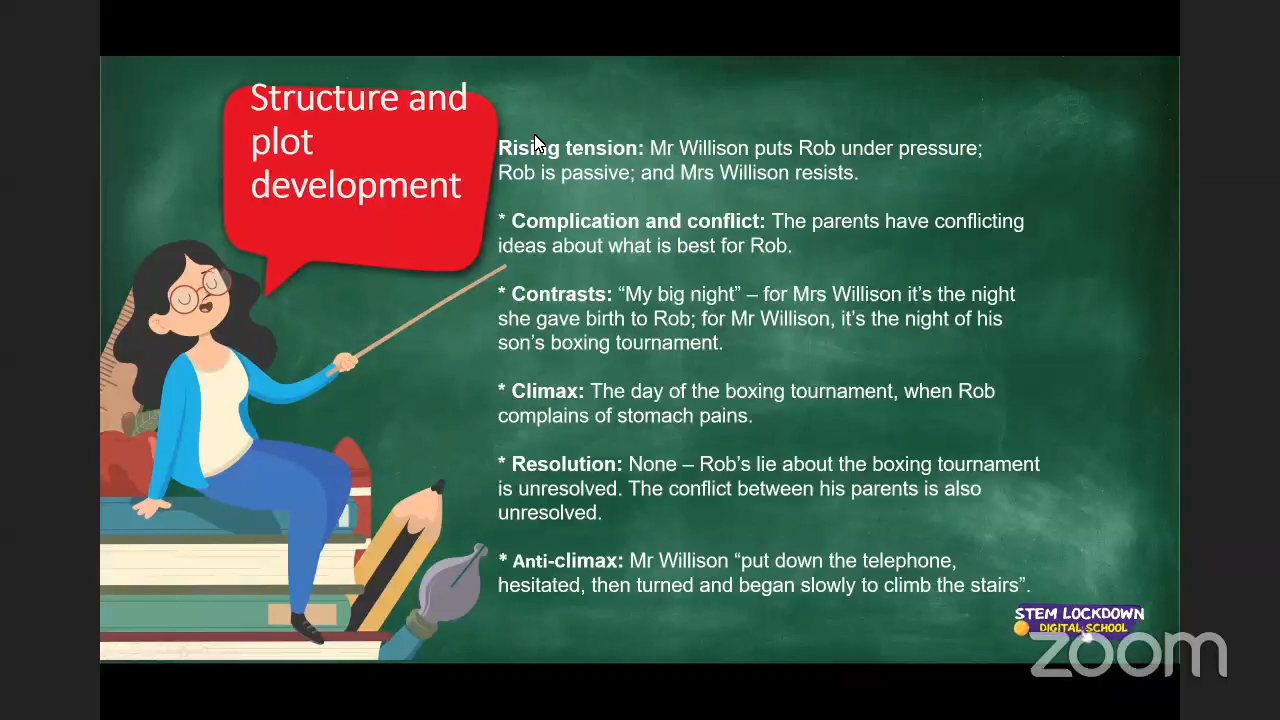 Structure and
plot
development
Rising tension: Mr Willison puts Rob under pressure;
Rob is passive; and Mrs Willison resists.
* Complication and conflict: The parents have conflicting
ideas about what is best for Rob.
* Contrasts: “My big night” – for Mrs Willison it’s the night
she gave birth to Rob; for Mr Willison, it’s the night of his
son’s boxing tournament.
* Climax: The day of the boxing tournament, when Rob
complains of stomach pains.
* Resolution: None – Rob’s lie about the boxing tournament
is unresolved. The conflict between his parents is also
unresolved.
* Anti-climax: Mr Willison “put down the telephone,
hesitated, then turned and began slowly to climb the stairs”.
STEM LOCKDOWN
DIGITAL SCHOOL
zoom